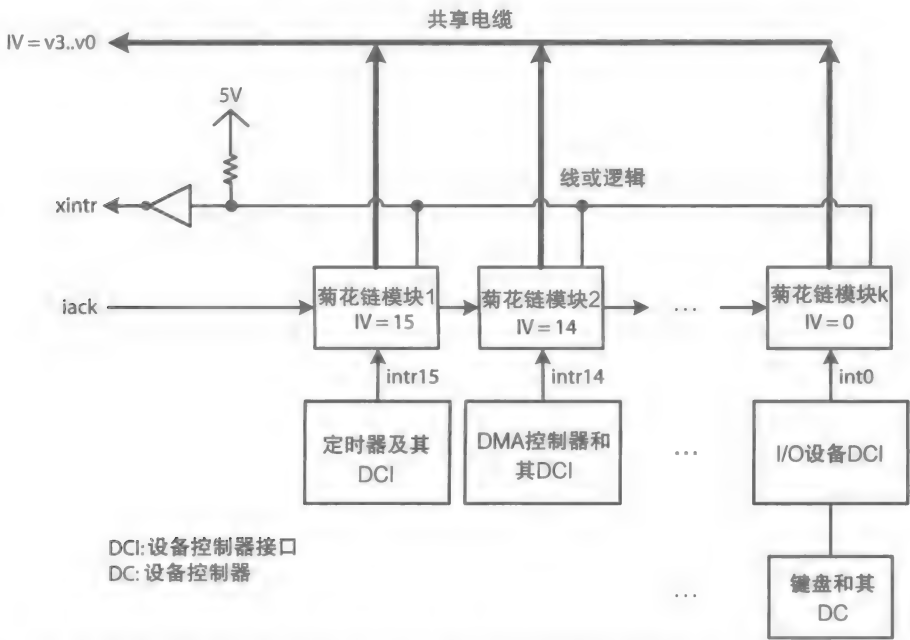 共享电缆
IV = v3..v0
5V
线或逻辑
xintr
iack
菊花链模块1
IV = 15
菊花链模块2
IV = 14
...
菊花链模块k
IV = 0
intr15
intr14
int0
定时器及其
DCI
DMA控制器和
其DCI
...
I/O设备DCI
DCI: 设备控制器接口
DC: 设备控制器
...
键盘和其
DC